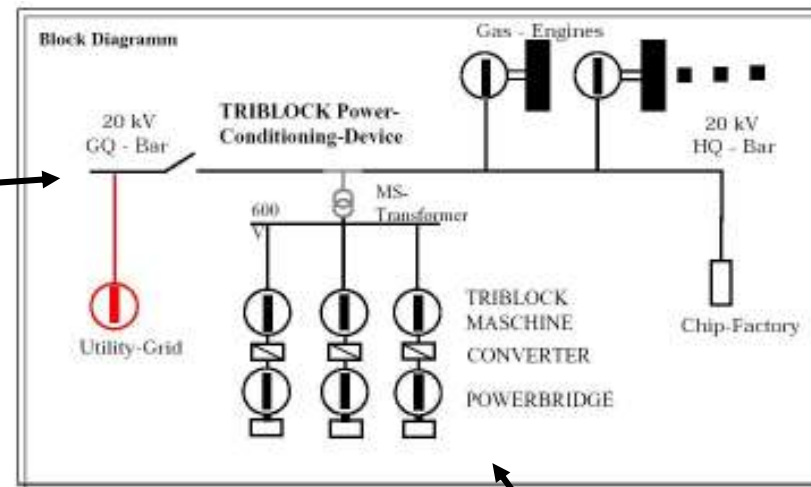 Block Diagramm
Gas - Engines
TRIBLOCK Power-
Conditioning-Device
20 kV
GQ - Bar
20 kV
HQ - Bar
MS-
Transformer
600
V
Utility-Grid
TRIBLOCK
MASCHINE
CONVERTER
POWERBRIDGE
Chip-Factory